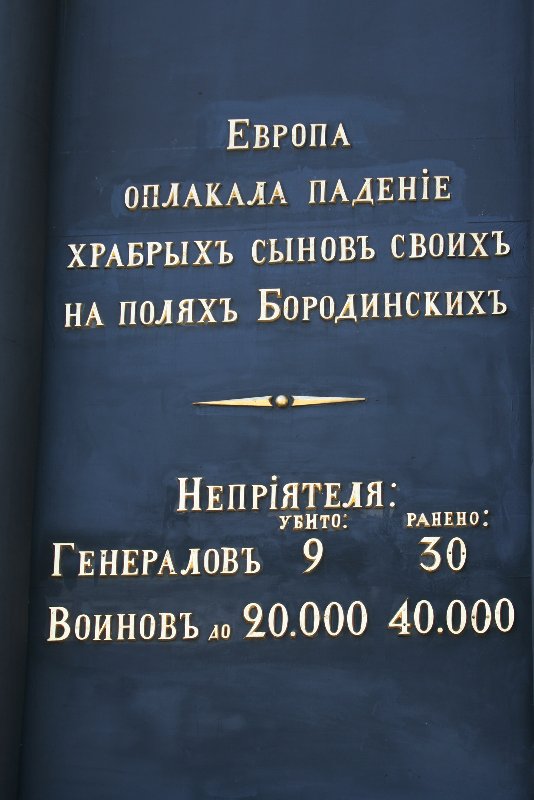 Европа
оплакала паденіе
храбрыхъ сыновъ своихъ
на поляхъ Бородинскихъ
Непріятеля:
убито: ранено:
Генераловъ 9 30
Воиновъ до 20.000 40.000